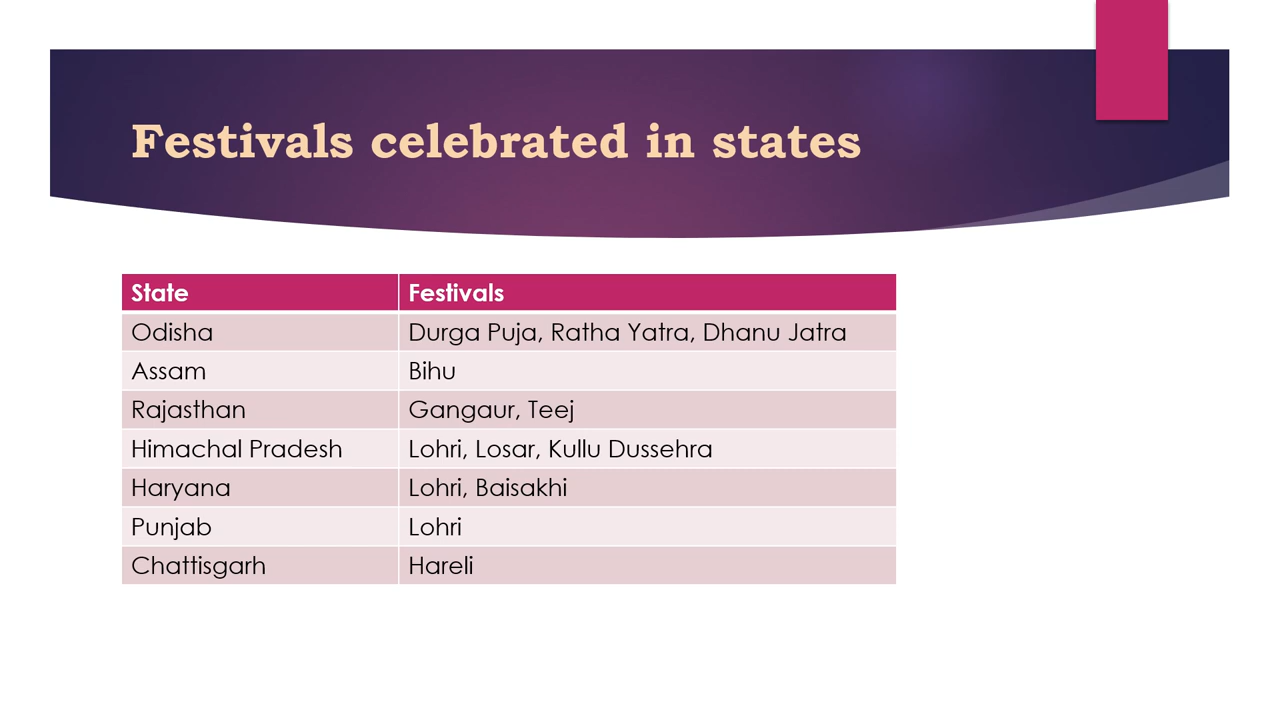 Festivals celebrated in states
State Festivals
Odisha Durga Puja, Ratha Yatra, Dhanu Jatra
Assam Bihu
Rajasthan Gangaur, Teej
Himachal Pradesh Lohri, Losar, Kullu Dussehra
Haryana Lohri, Baisakhi
Punjab Lohri
Chattisgarh Hareli